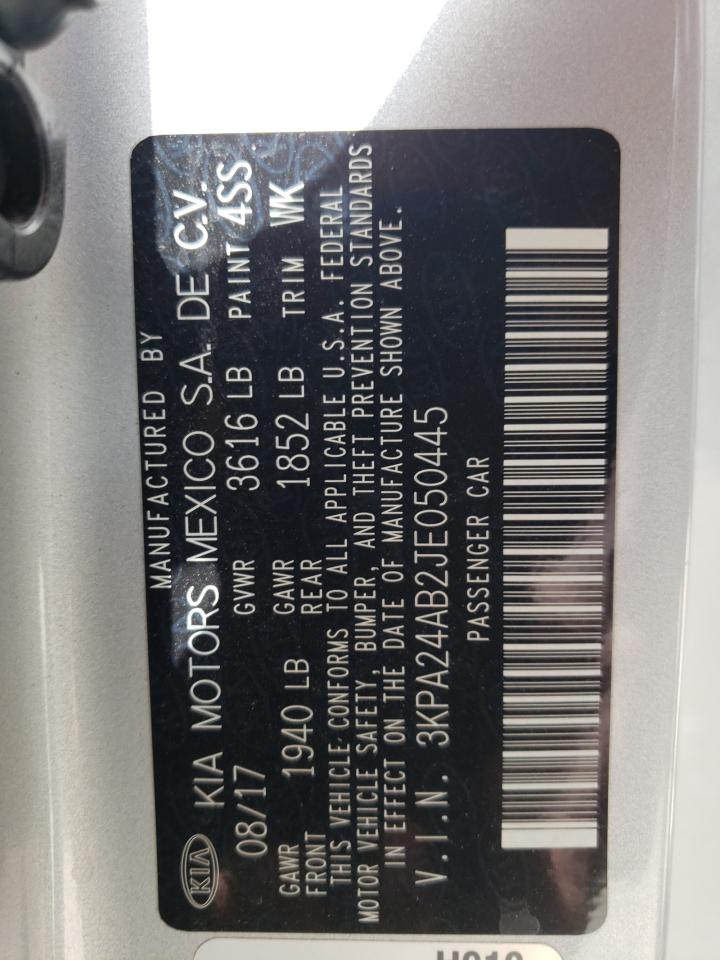 MANUFACTURED BY
KIA KIA MOTORS MEXICO S.A. DE C.V.
08/17 GVWR 3616 LB PAINT 4SS
GAWR FRONT 1940 LB GAWR REAR 1852 LB TRIM WK
THIS VEHICLE CONFORMS TO ALL APPLICABLE U.S.A. FEDERAL
MOTOR VEHICLE SAFETY, BUMPER, AND THEFT PREVENTION STANDARDS
IN EFFECT ON THE DATE OF MANUFACTURE SHOWN ABOVE.
V.I.N. 3KPA24AB2JE050445
PASSENGER CAR